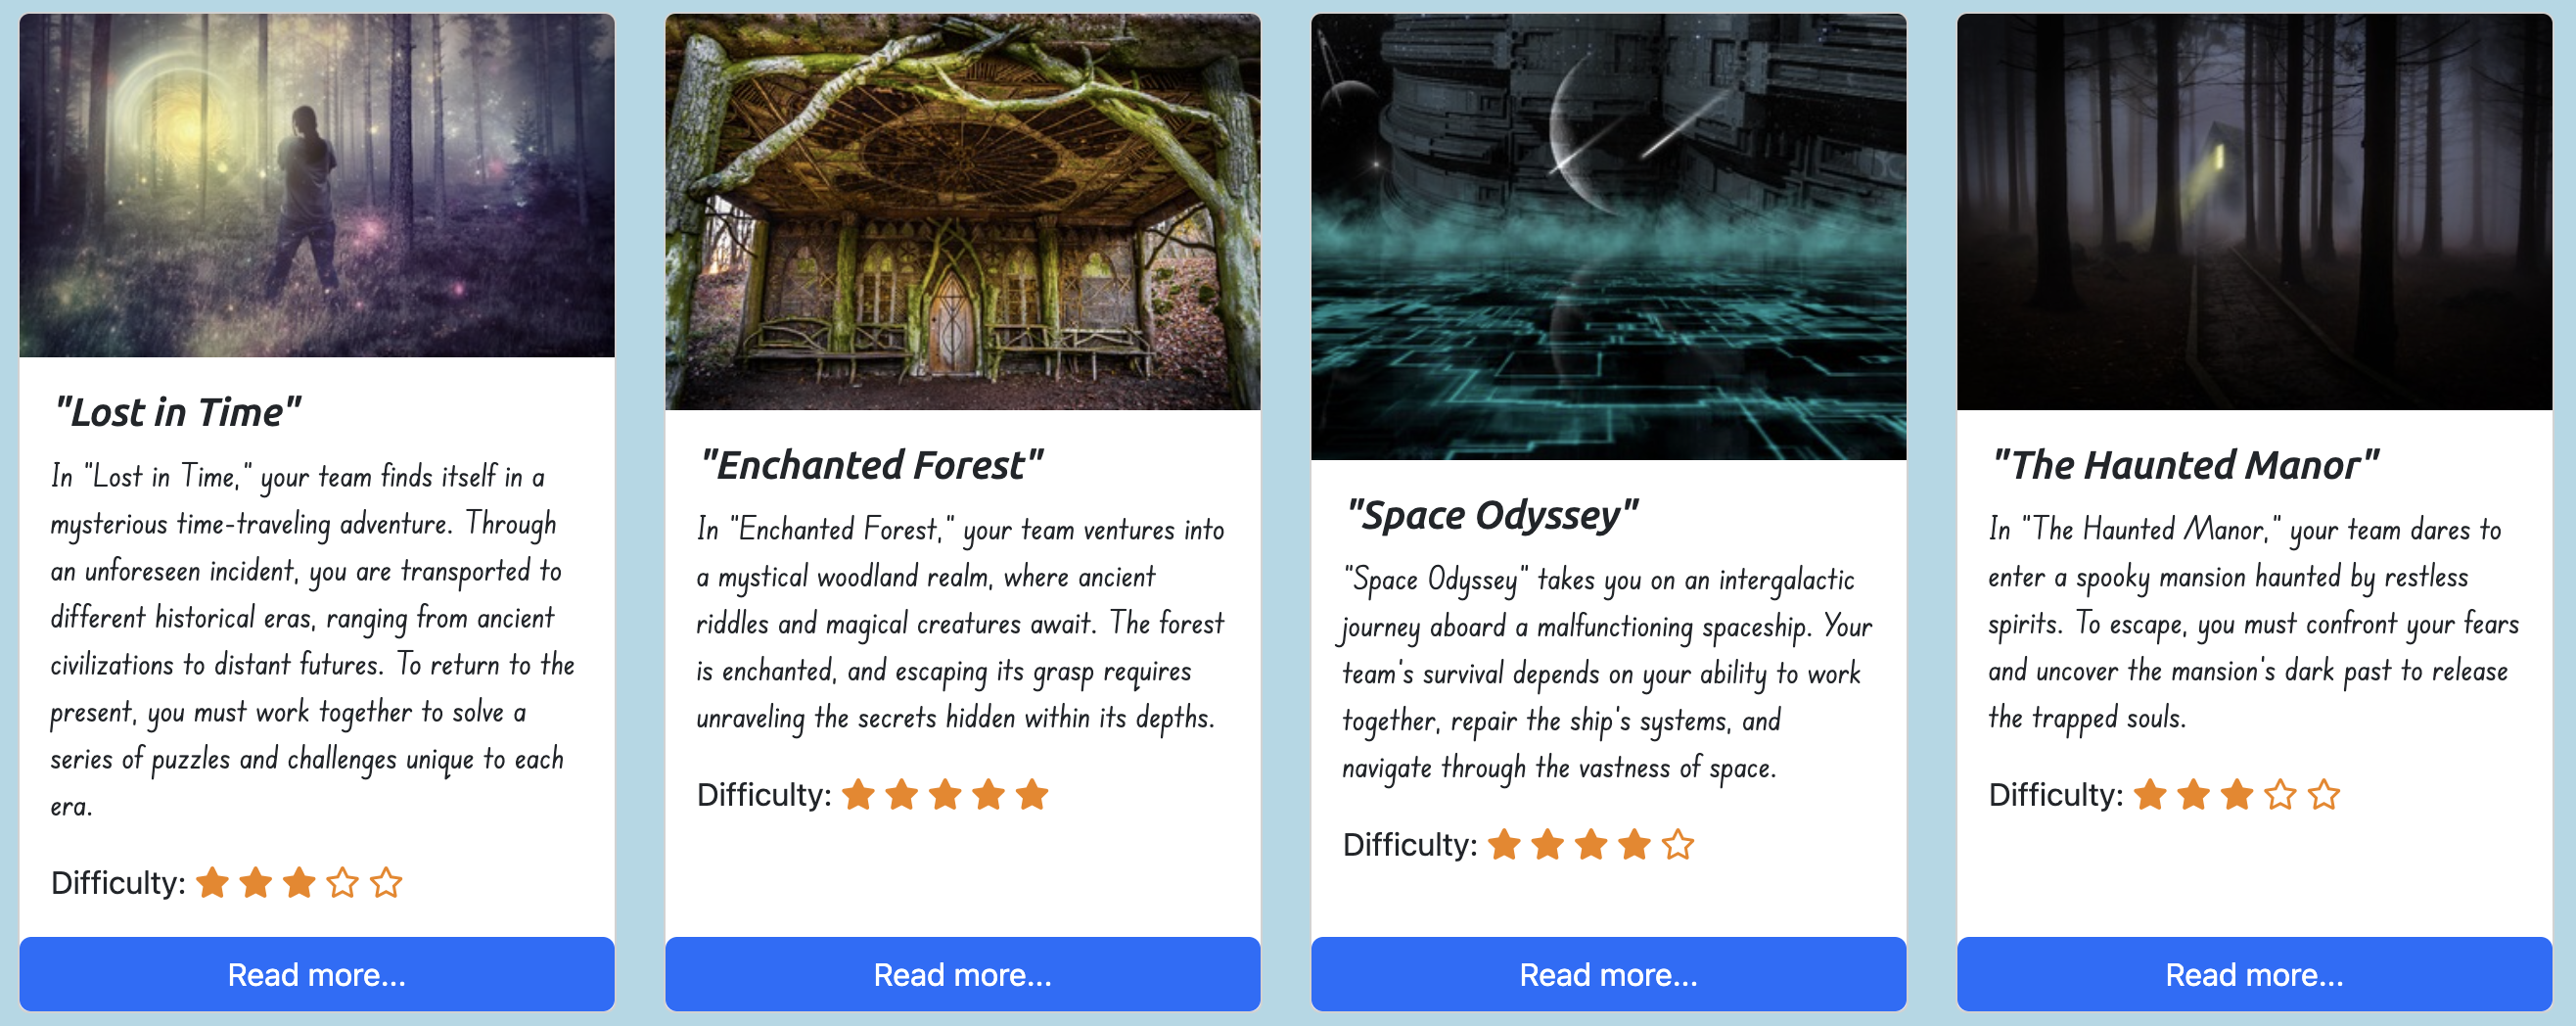 "Lost in Time"
In "Lost in Time," your team finds itself in a
mysterious time-traveling adventure. Through
an unforeseen incident, you are transported to
different historical eras, ranging from ancient
civilizations to distant futures. To return to the
present, you must work together to solve a
series of puzzles and challenges unique to each
era.
Difficulty:
Read more...
"Enchanted Forest"
In "Enchanted Forest," your team ventures into
a mystical woodland realm, where ancient
riddles and magical creatures await. The forest
is enchanted, and escaping its grasp requires
unraveling the secrets hidden within its depths.
Difficulty:
Read more...
"Space Odyssey"
"Space Odyssey" takes you on an intergalactic
journey aboard a malfunctioning spaceship. Your
team's survival depends on your ability to work
together, repair the ship's systems, and
navigate through the vastness of space.
Difficulty:
Read more...
"The Haunted Manor"
In "The Haunted Manor," your team dares to
enter a spooky mansion haunted by restless
spirits. To escape, you must confront your fears
and uncover the mansion's dark past to release
the trapped souls.
Difficulty:
Read more...